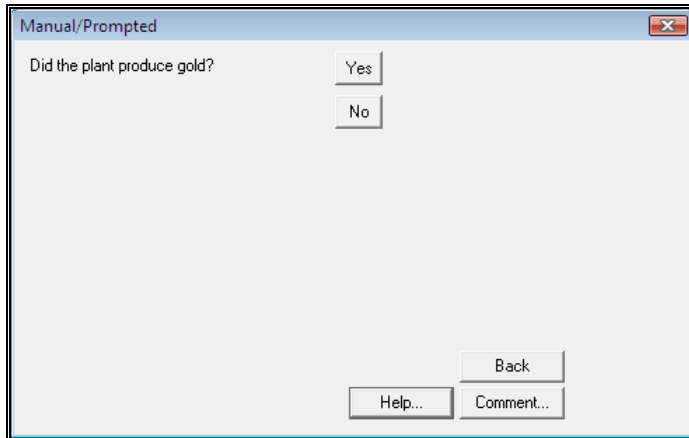 Manual/Prompted
Did the plant produce gold? Yes
No
Back
Help... Comment...